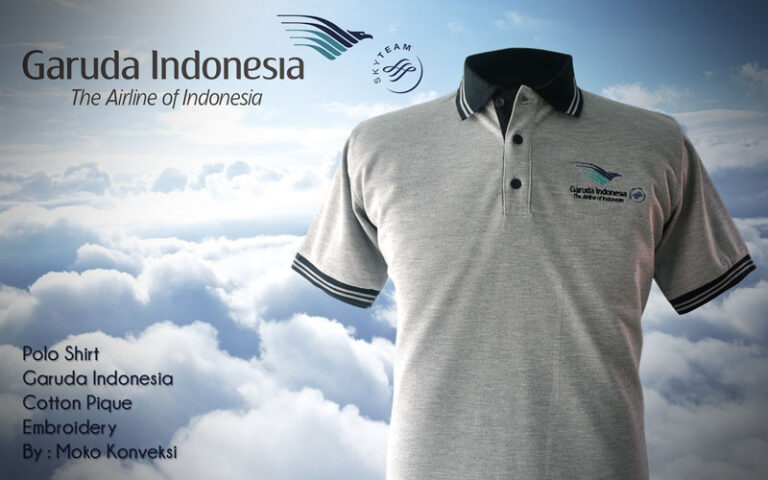 Garuda Indonesia
The Airline of Indonesia
SKYTEAM
Garuda Indonesia
The Airline of Indonesia
Polo Shirt
Garuda Indonesia
Cotton Pique
Embroidery
By : Moko Konveksi